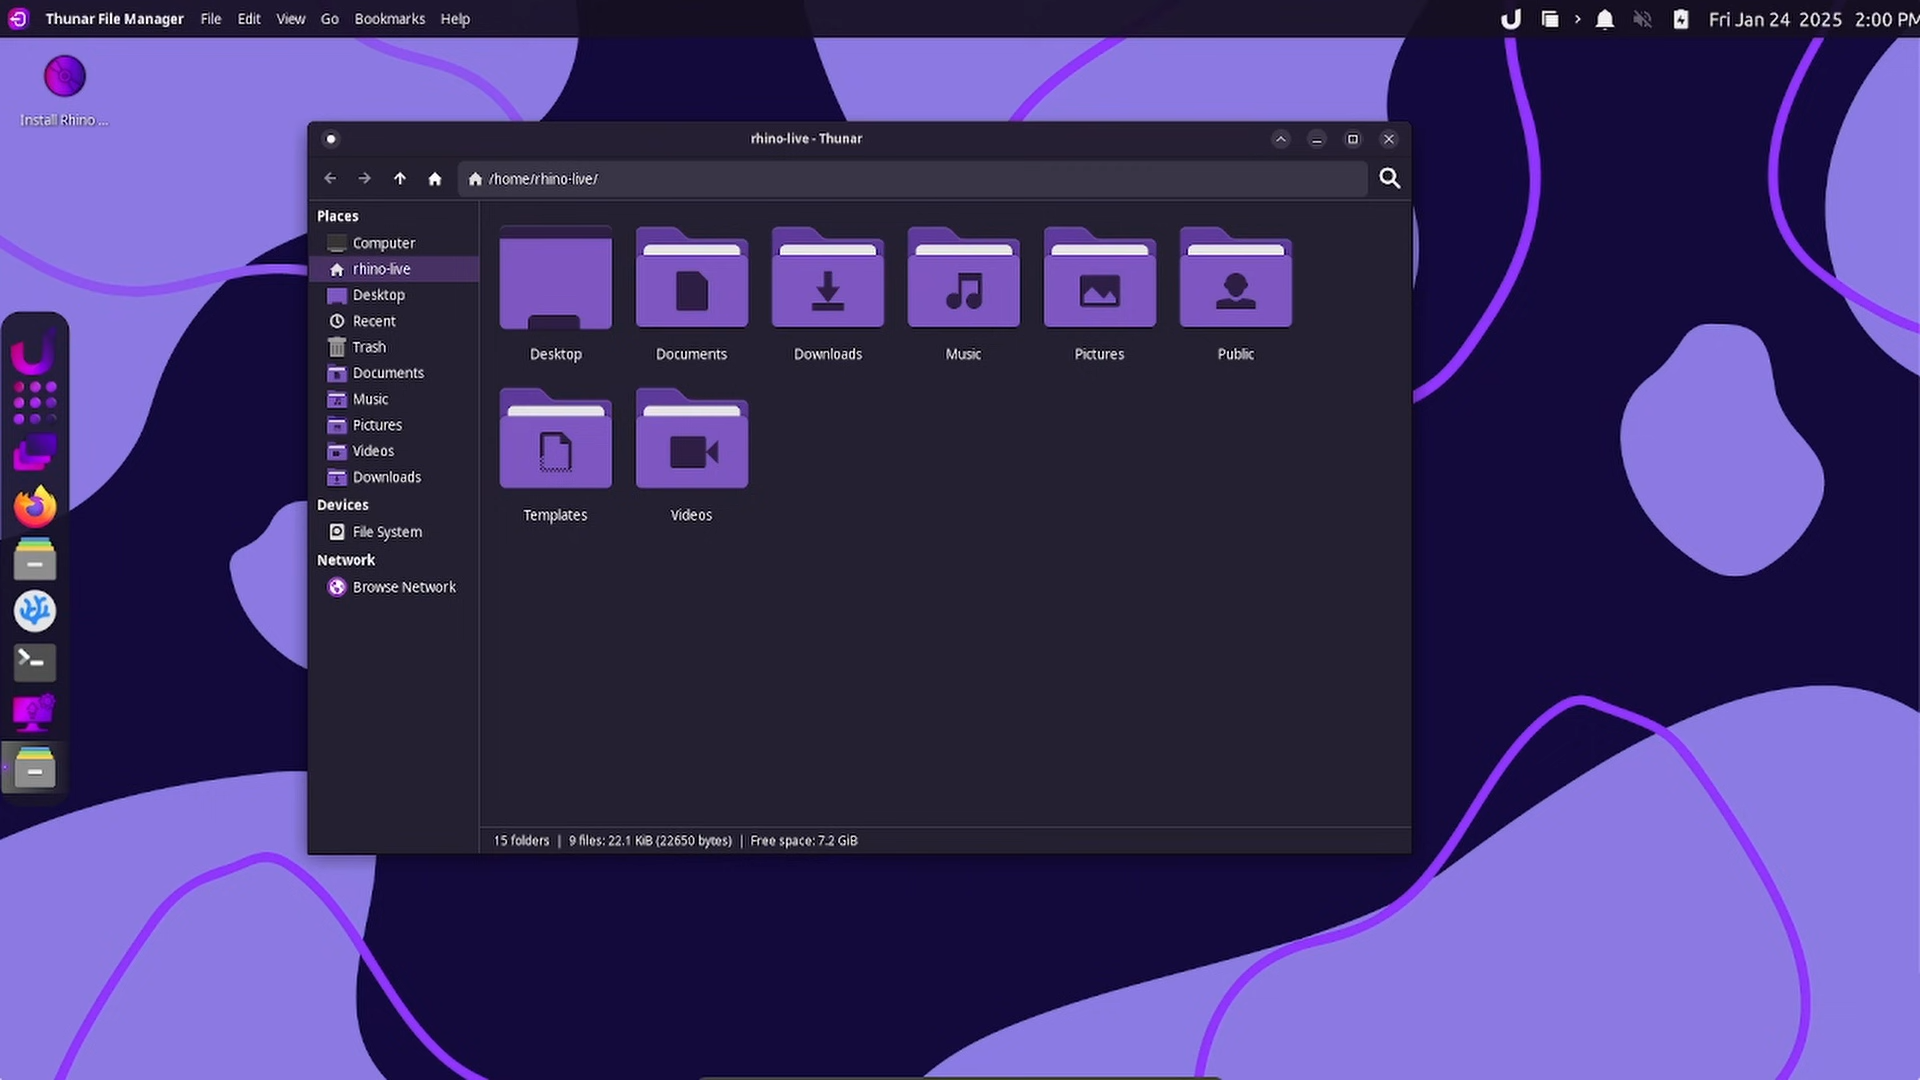 Thunar File Manager File Edit View Go Bookmarks Help
Fri Jan 24 2025 2:00 PM
Install Rhino ...
rhino-live - Thunar
/home/rhino-live/
Places
Computer
rhino-live
Desktop
Recent
Trash
Documents
Music
Pictures
Videos
Downloads
Devices
File System
Network
Browse Network
Desktop Documents Downloads Music Pictures Public
Templates Videos
15 folders | 9 files: 22.1 KiB (22650 bytes) | Free space: 7.2 GiB